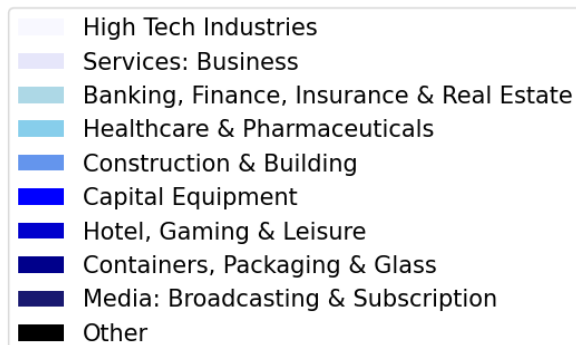 High Tech Industries
Services: Business
Banking, Finance, Insurance & Real Estate
Healthcare & Pharmaceuticals
Construction & Building
Capital Equipment
Hotel, Gaming & Leisure
Containers, Packaging & Glass
Media: Broadcasting & Subscription
Other